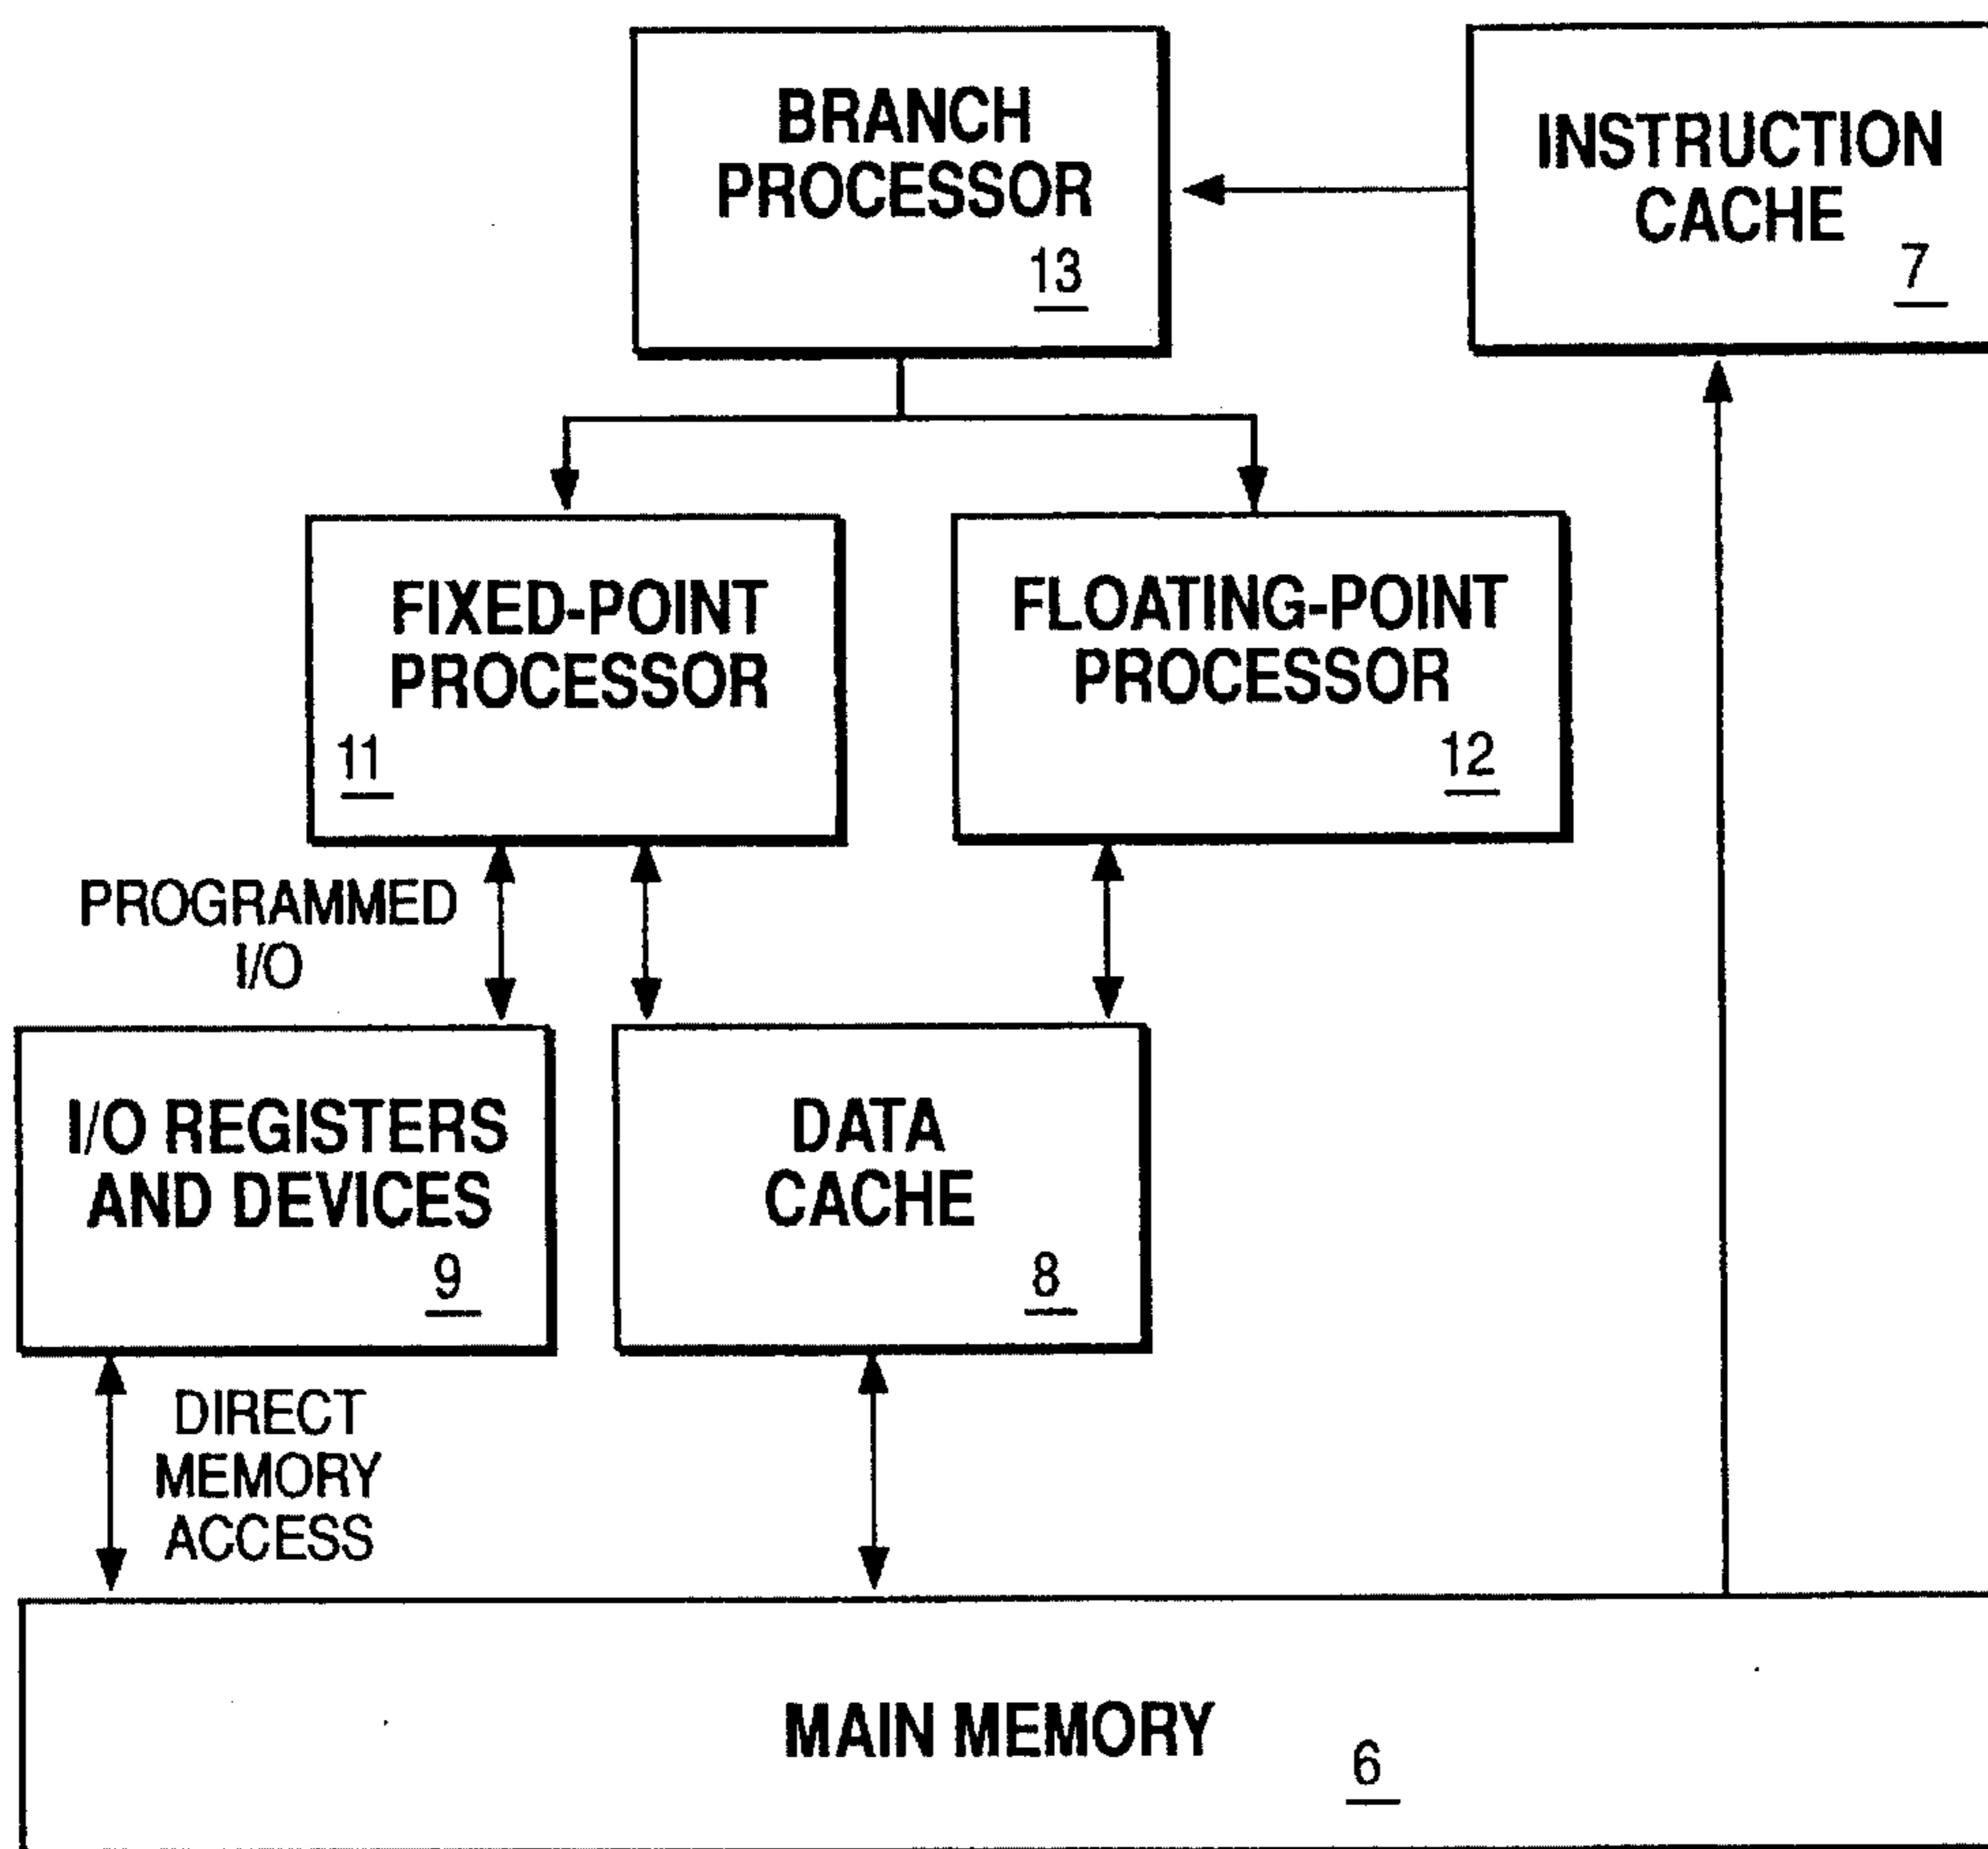 BRANCH
PROCESSOR
13
INSTRUCTION
CACHE
7
FIXED-POINT
PROCESSOR
11
FLOATING-POINT
PROCESSOR
12
PROGRAMMED
I/O
I/O REGISTERS
AND DEVICES
9
DATA
CACHE
8
DIRECT
MEMORY
ACCESS
MAIN MEMORY
6